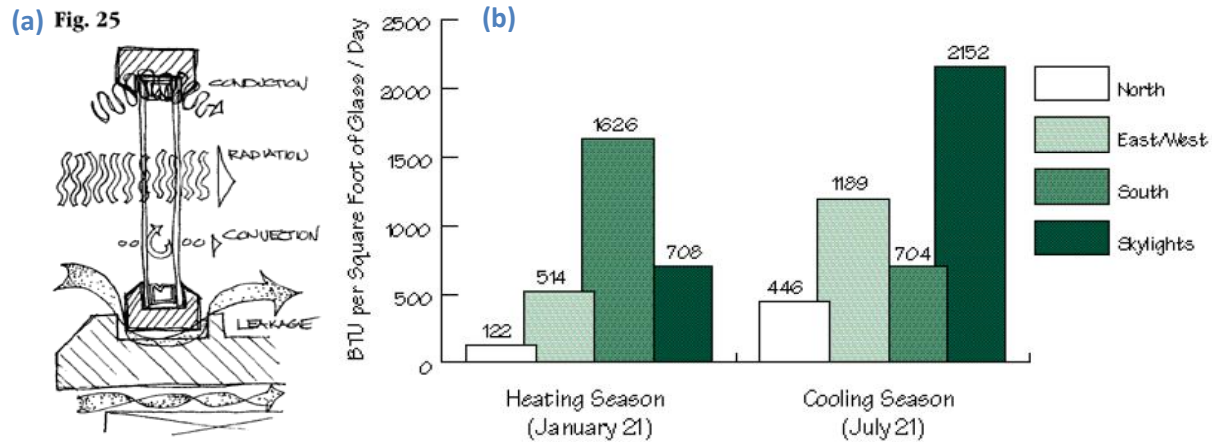 (a) Fig. 25
CONDUCTION
RADIATION
CONVECTION
LEAKAGE
(b)
BTU per Square Foot of Glass / Day
2500
2000
1500
1000
500
0
122
514
1626
708
446
1189
704
2152
Heating Season
(January 21)
Cooling Season
(July 21)
North
East/West
South
Skylights